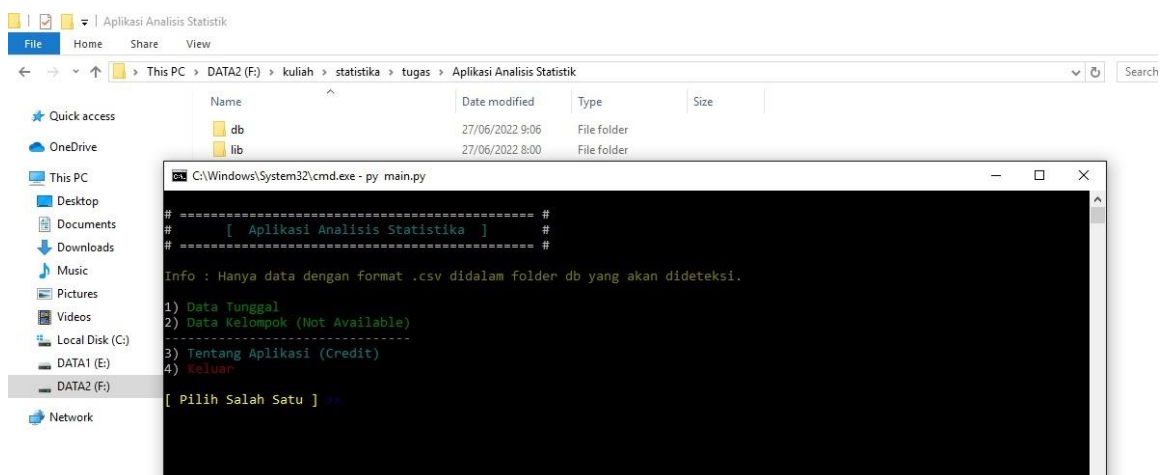 Aplikasi Analisis Statistik
File Home Share View
This PC > DATA2 (F:) > kuliah > statistika > tugas > Aplikasi Analisis Statistik
Search
Name Date modified Type Size
Quick access
db 27/06/2022 9:06 File folder
OneDrive
lib 27/06/2022 8:00 File folder
This PC
Desktop
Documents
Downloads
Music
Pictures
Videos
Local Disk (C:)
DATA1 (E:)
DATA2 (F:)
Network
C:\Windows\System32\cmd.exe - py main.py
# ============================================== #
# [ Aplikasi Analisis Statistika ] #
# ============================================== #
Info : Hanya data dengan format .csv didalam folder db yang akan dideteksi.
1) Data Tunggal
2) Data Kelompok (Not Available)
--------------------------------
3) Tentang Aplikasi (Credit)
4) Keluar
[ Pilih Salah Satu ] >>